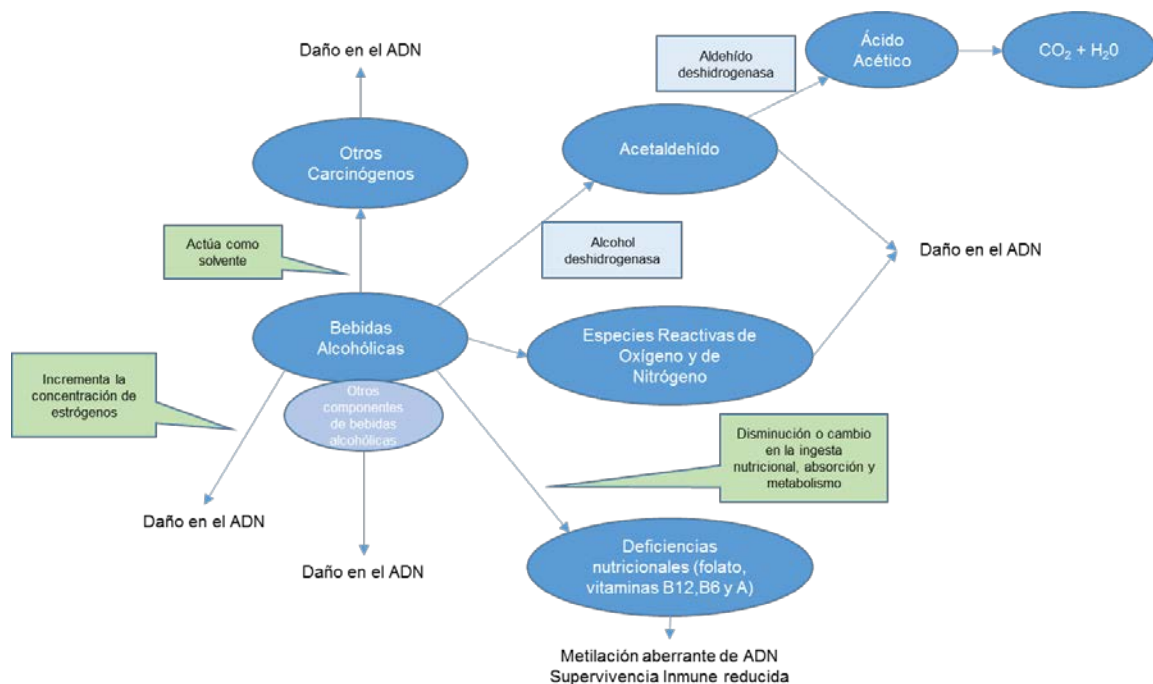 Daño en el ADN
Aldehído
deshidrogenasa
Ácido
Acético
CO₂ + H₂0
Otros
Carcinógenos
Acetaldehído
Actúa como
solvente
Alcohol
deshidrogenasa
Daño en el ADN
Bebidas
Alcohólicas
Especies Reactivas de
Oxígeno y de
Nitrógeno
Incrementa la
concentración de
estrógenos
Otros
componentes
de bebidas
alcohólicas
Disminución o cambio
en la ingesta
nutricional, absorción y
metabolismo
Daño en el ADN
Daño en el ADN
Deficiencias
nutricionales (folato,
vitaminas B12,B6 y A)
Metilación aberrante de ADN
Supervivencia Inmune reducida